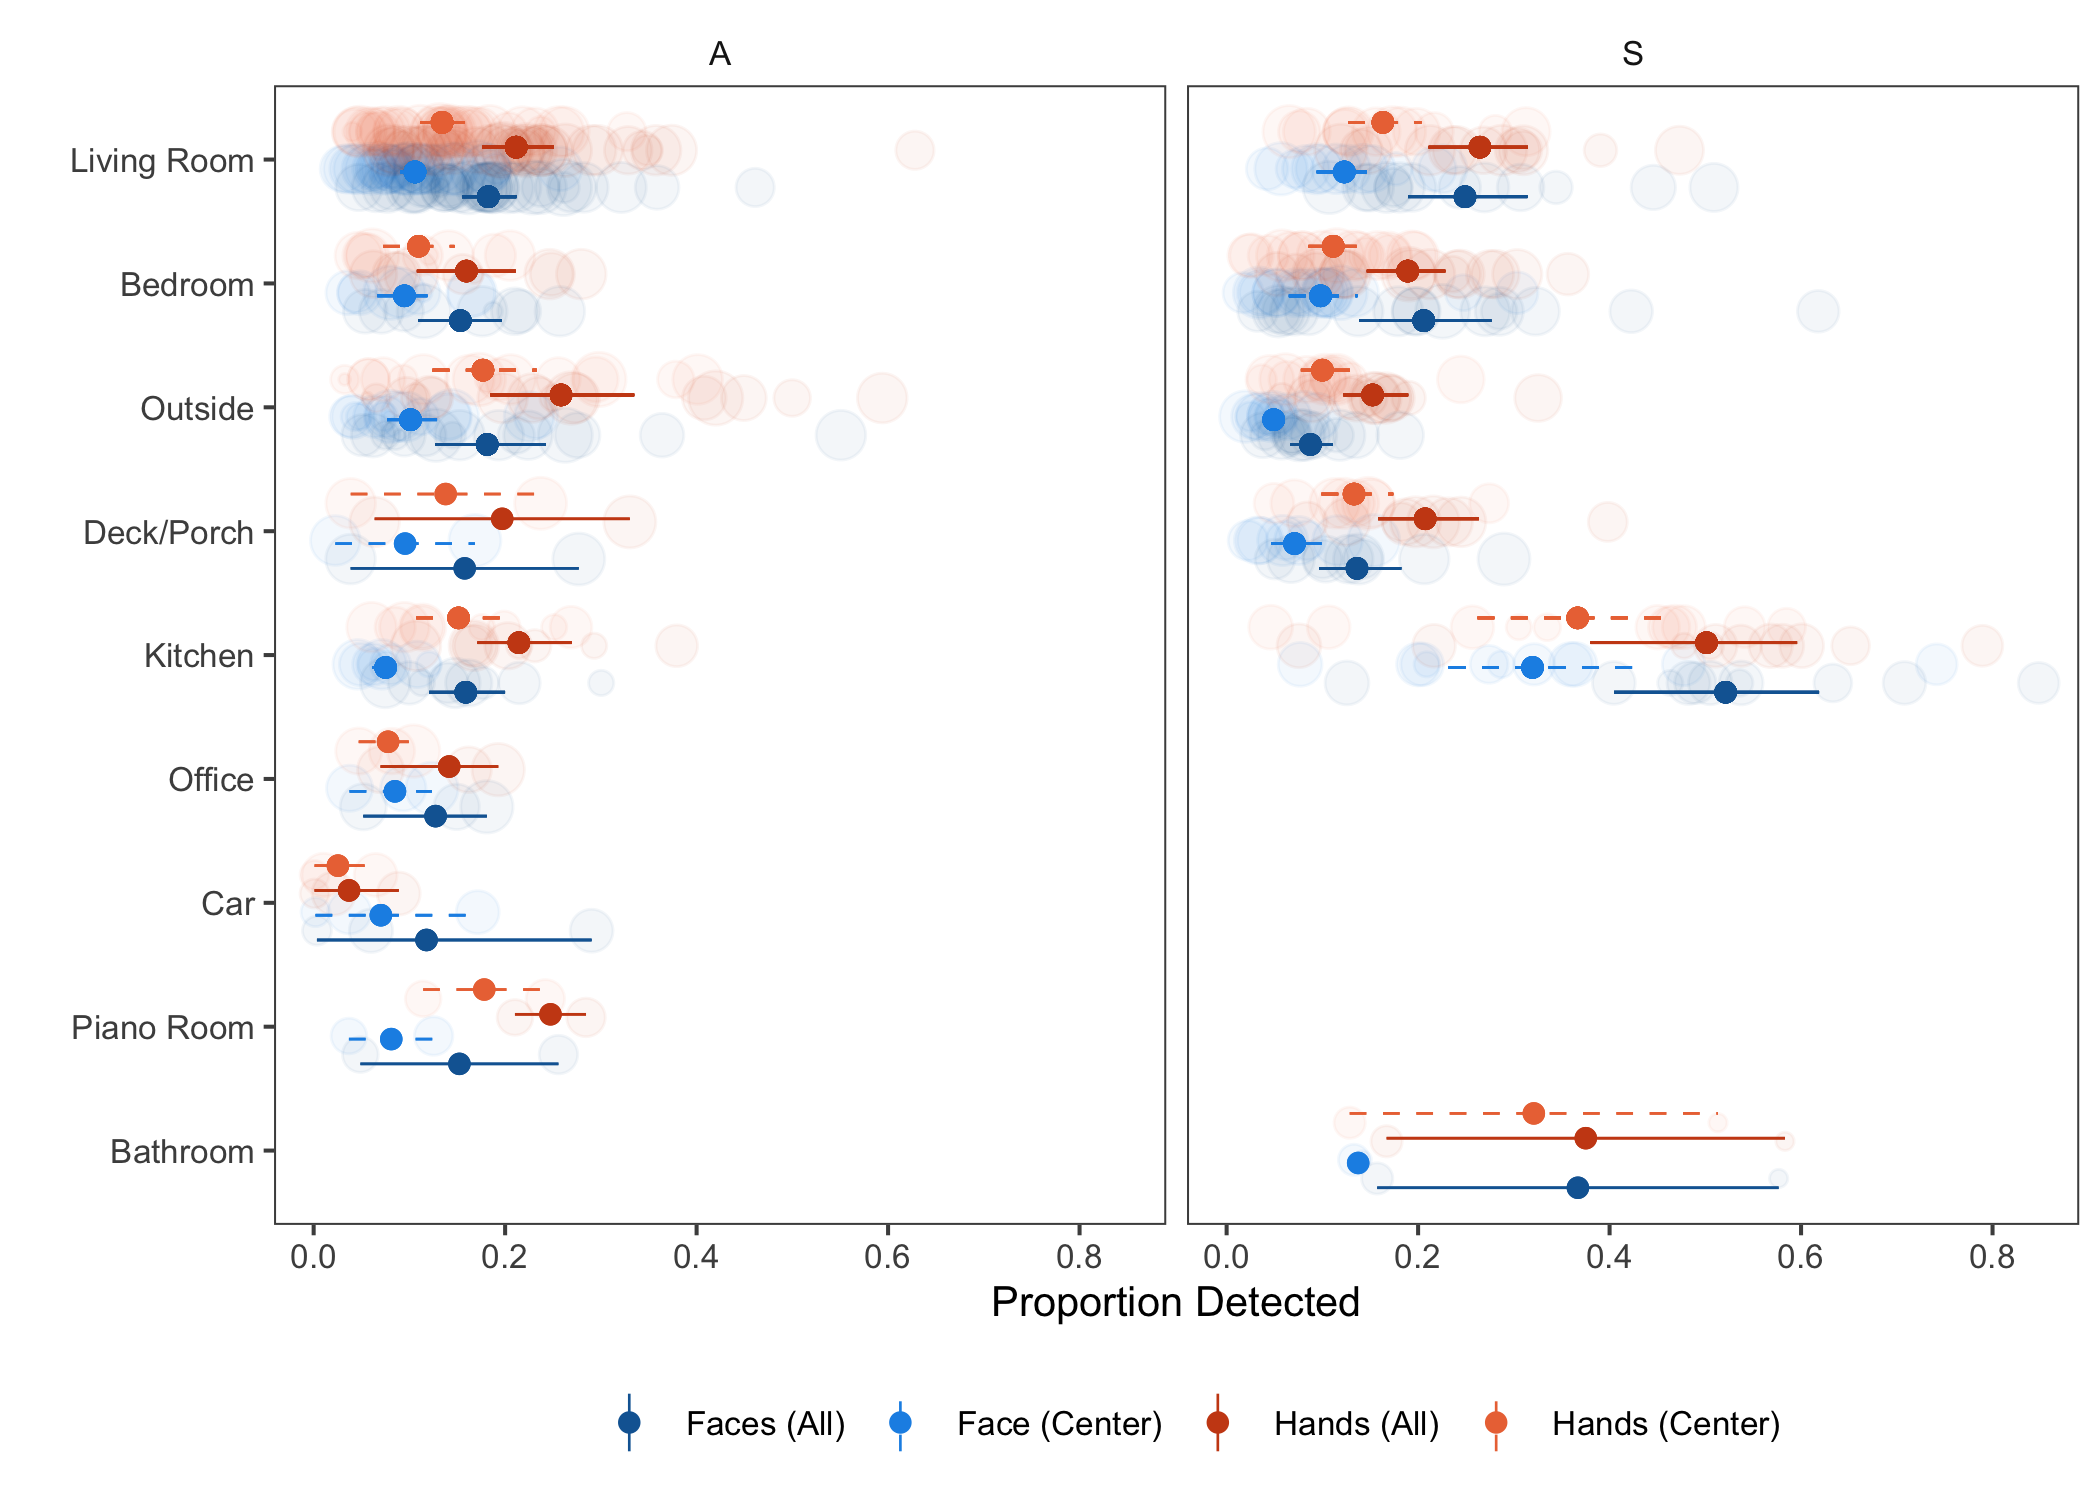 A
S
Living Room
Bedroom
Outside
Deck/Porch
Kitchen
Office
Car
Piano Room
Bathroom
0.0 0.2 0.4 0.6 0.8
0.0 0.2 0.4 0.6 0.8
Proportion Detected
Faces (All) Face (Center) Hands (All) Hands (Center)